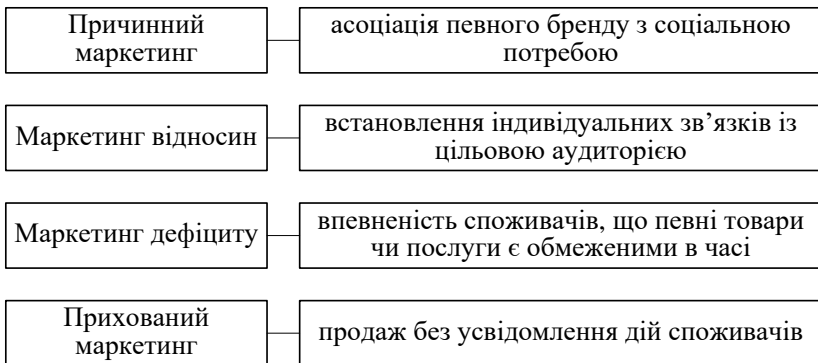 Причинний
маркетинг
асоціація певного бренду з соціальною
потребою
Маркетинг відносин
встановлення індивідуальних зв’язків із
цільовою аудиторією
Маркетинг дефіциту
впевненість споживачів, що певні товари
чи послуги є обмеженими в часі
Прихований
маркетинг
продаж без усвідомлення дій споживачів